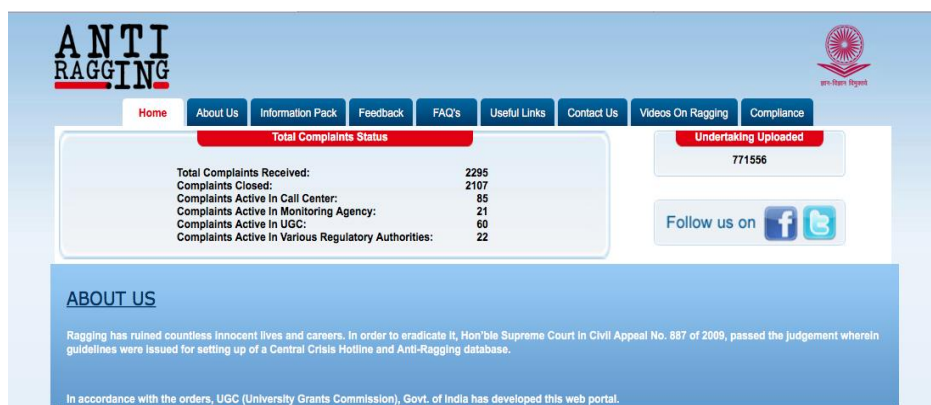 ANTI
RAGGING
ज्ञान-विज्ञान विमुक्तये
Home About Us Information Pack Feedback FAQ's Useful Links Contact Us Videos On Ragging Compliance
Total Complaints Status
Total Complaints Received: 2295
Complaints Closed: 2107
Complaints Active In Call Center: 85
Complaints Active In Monitoring Agency: 21
Complaints Active In UGC: 60
Complaints Active In Various Regulatory Authorities: 22
Undertaking Uploaded
771556
Follow us on
ABOUT US
Ragging has ruined countless innocent lives and careers. In order to eradicate it, Hon'ble Supreme Court in Civil Appeal No. 887 of 2009, passed the judgement wherein
guidelines were issued for setting up of a Central Crisis Hotline and Anti-Ragging database.
In accordance with the orders, UGC (University Grants Commission), Govt. of India has developed this web portal.